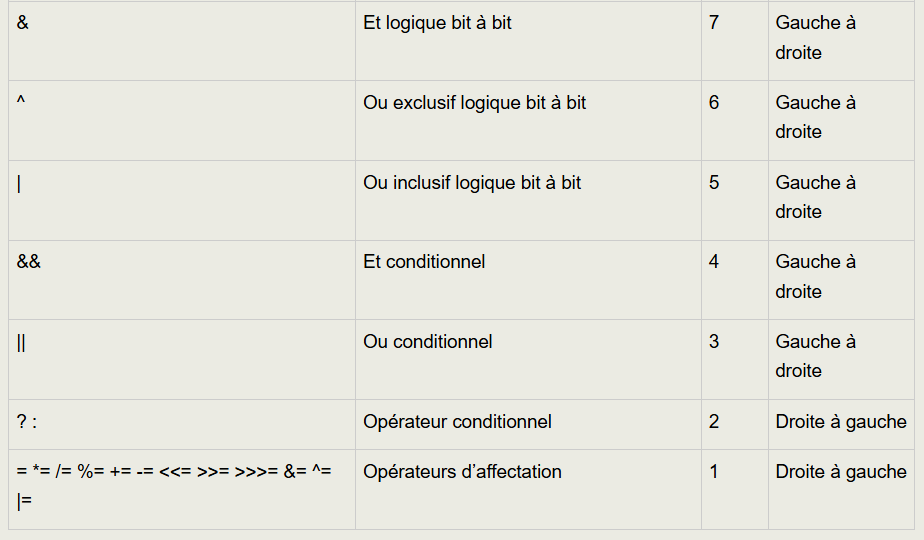 & Et logique bit à bit 7 Gauche à
droite
^ Ou exclusif logique bit à bit 6 Gauche à
droite
| Ou inclusif logique bit à bit 5 Gauche à
droite
&& Et conditionnel 4 Gauche à
droite
|| Ou conditionnel 3 Gauche à
droite
? : Opérateur conditionnel 2 Droite à gauche
= *= /= %= += -= <<= >>= >>>= &= ^= Opérateurs d’affectation 1 Droite à gauche
|=